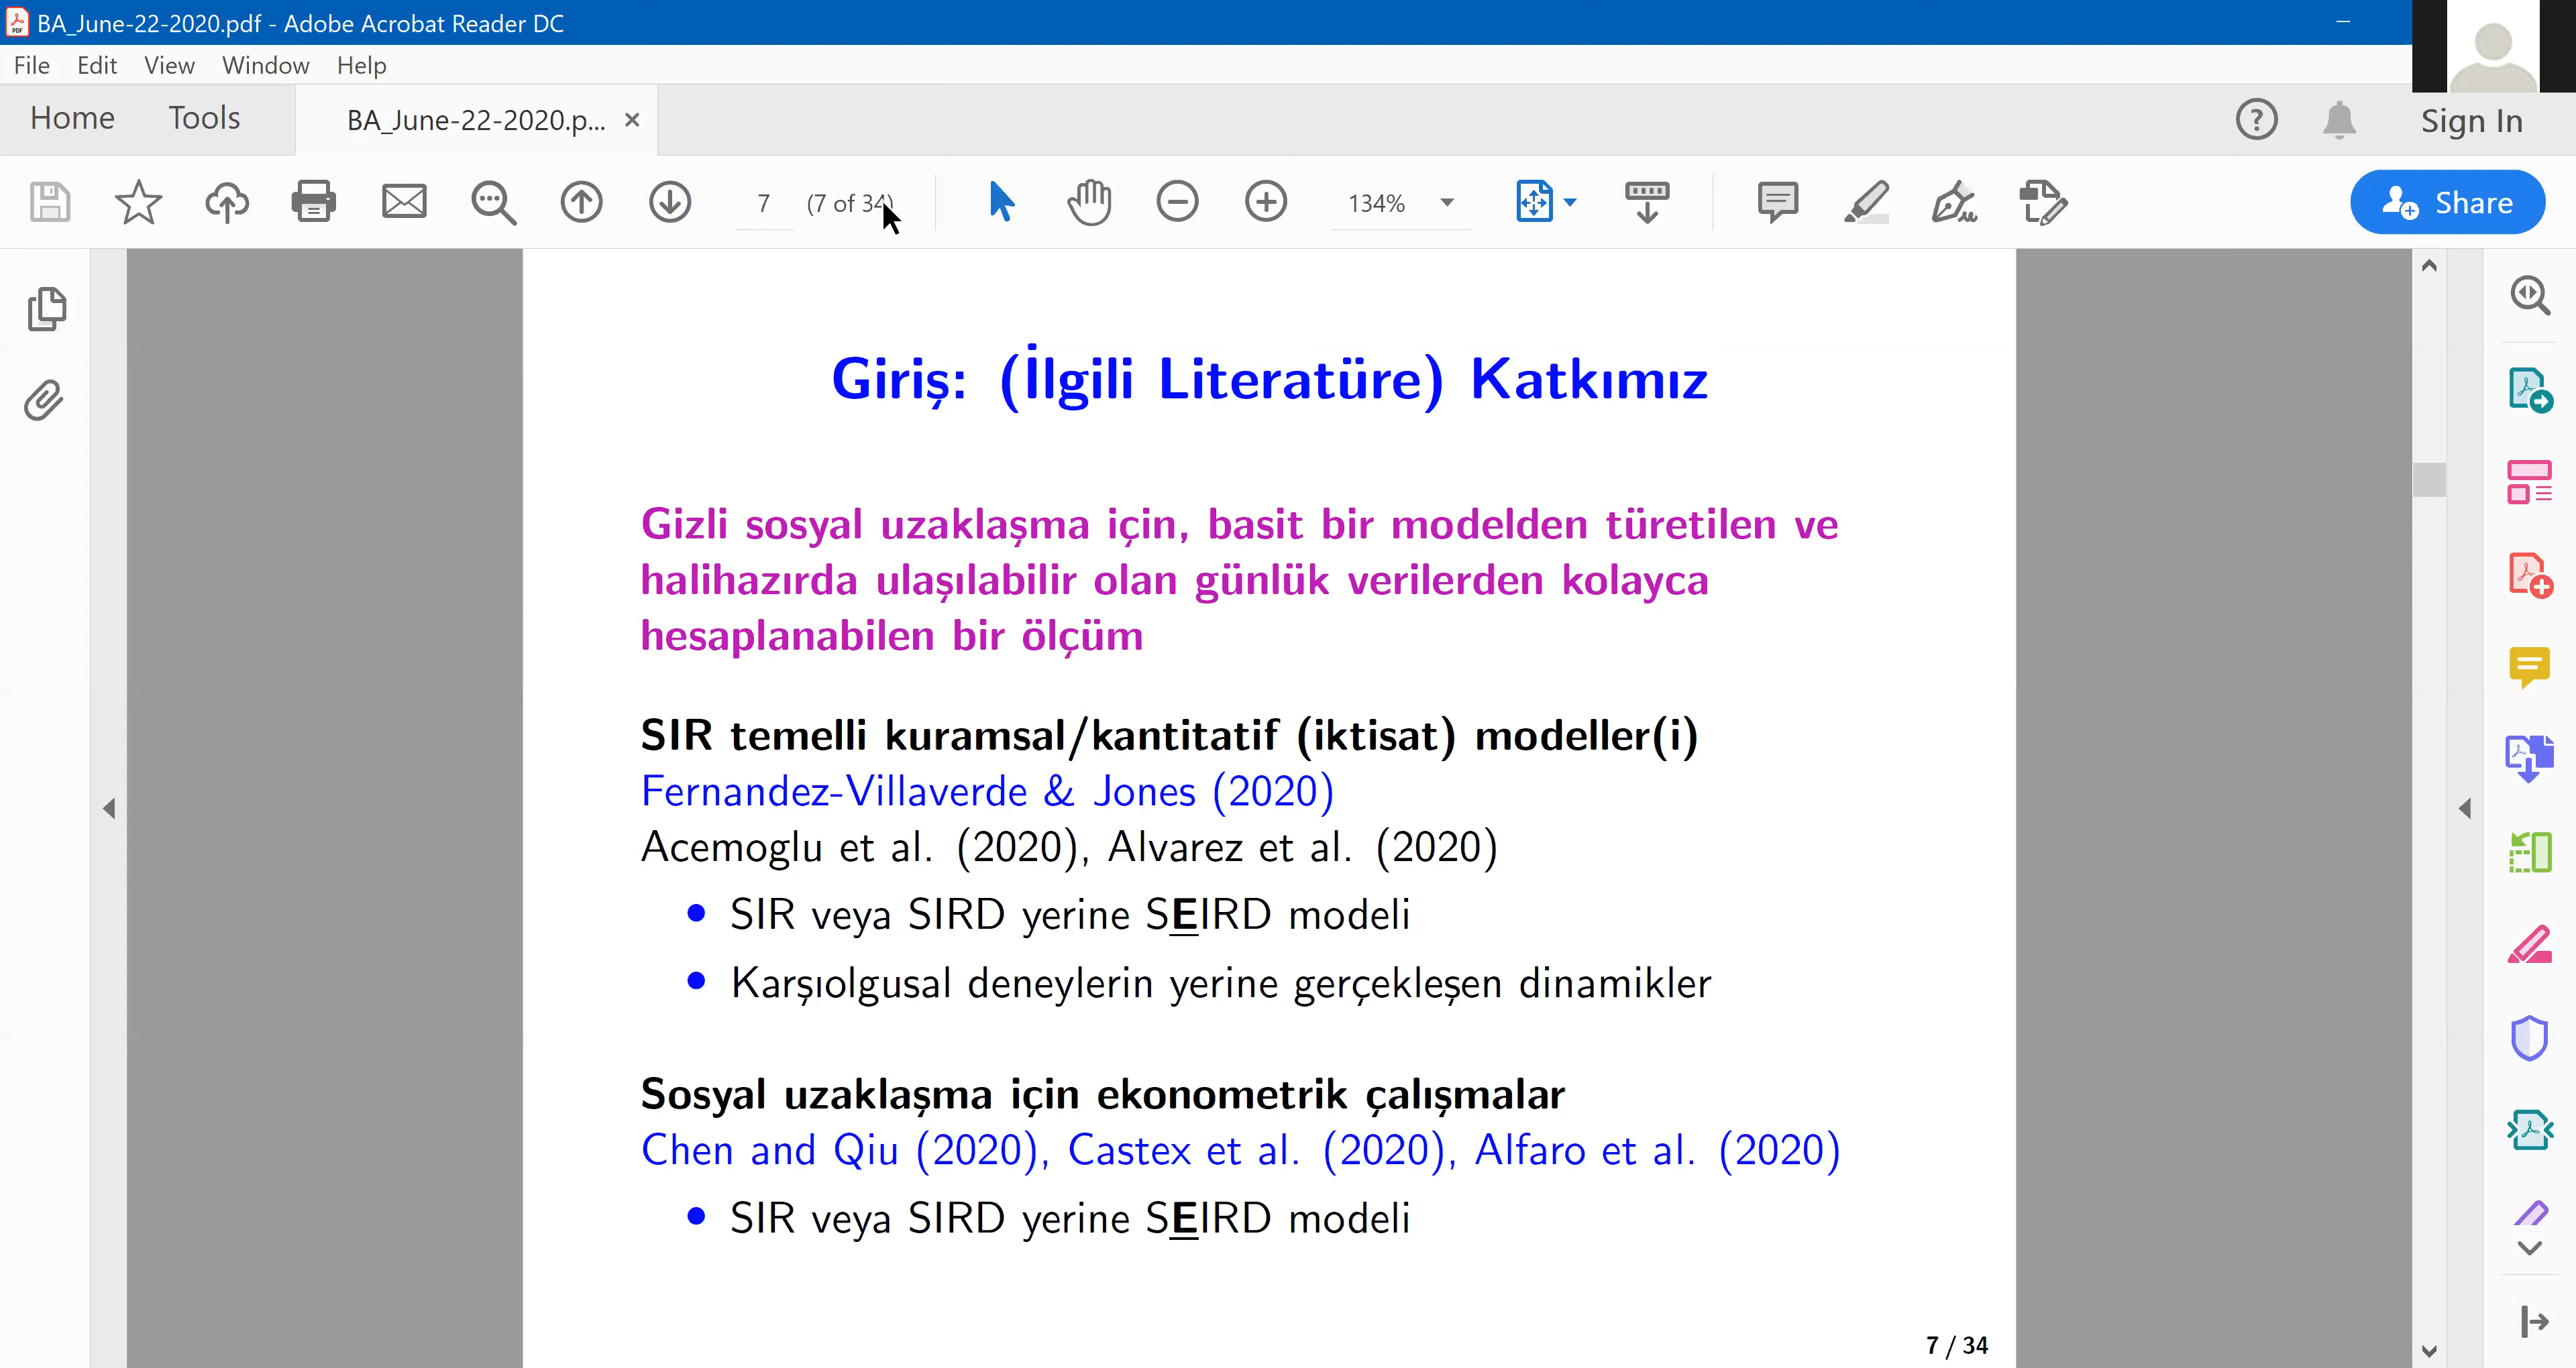 BA_June-22-2020.pdf - Adobe Acrobat Reader DC
File Edit View Window Help
Home Tools BA_June-22-2020.p... Sign In
7 (7 of 34) 134% Share
Giriş: (İlgili Literatüre) Katkımız
Gizli sosyal uzaklaşma için, basit bir modelden türetilen ve
halihazırda ulaşılabilir olan günlük verilerden kolayca
hesaplanabilen bir ölçüm
SIR temelli kuramsal/kantitatif (iktisat) modeller(i)
Fernandez-Villaverde & Jones (2020)
Acemoglu et al. (2020), Alvarez et al. (2020)
• SIR veya SIRD yerine SEIRD modeli
• Karşıolgusal deneylerin yerine gerçekleşen dinamikler
Sosyal uzaklaşma için ekonometrik çalışmalar
Chen and Qiu (2020), Castex et al. (2020), Alfaro et al. (2020)
• SIR veya SIRD yerine SEIRD modeli
7 / 34